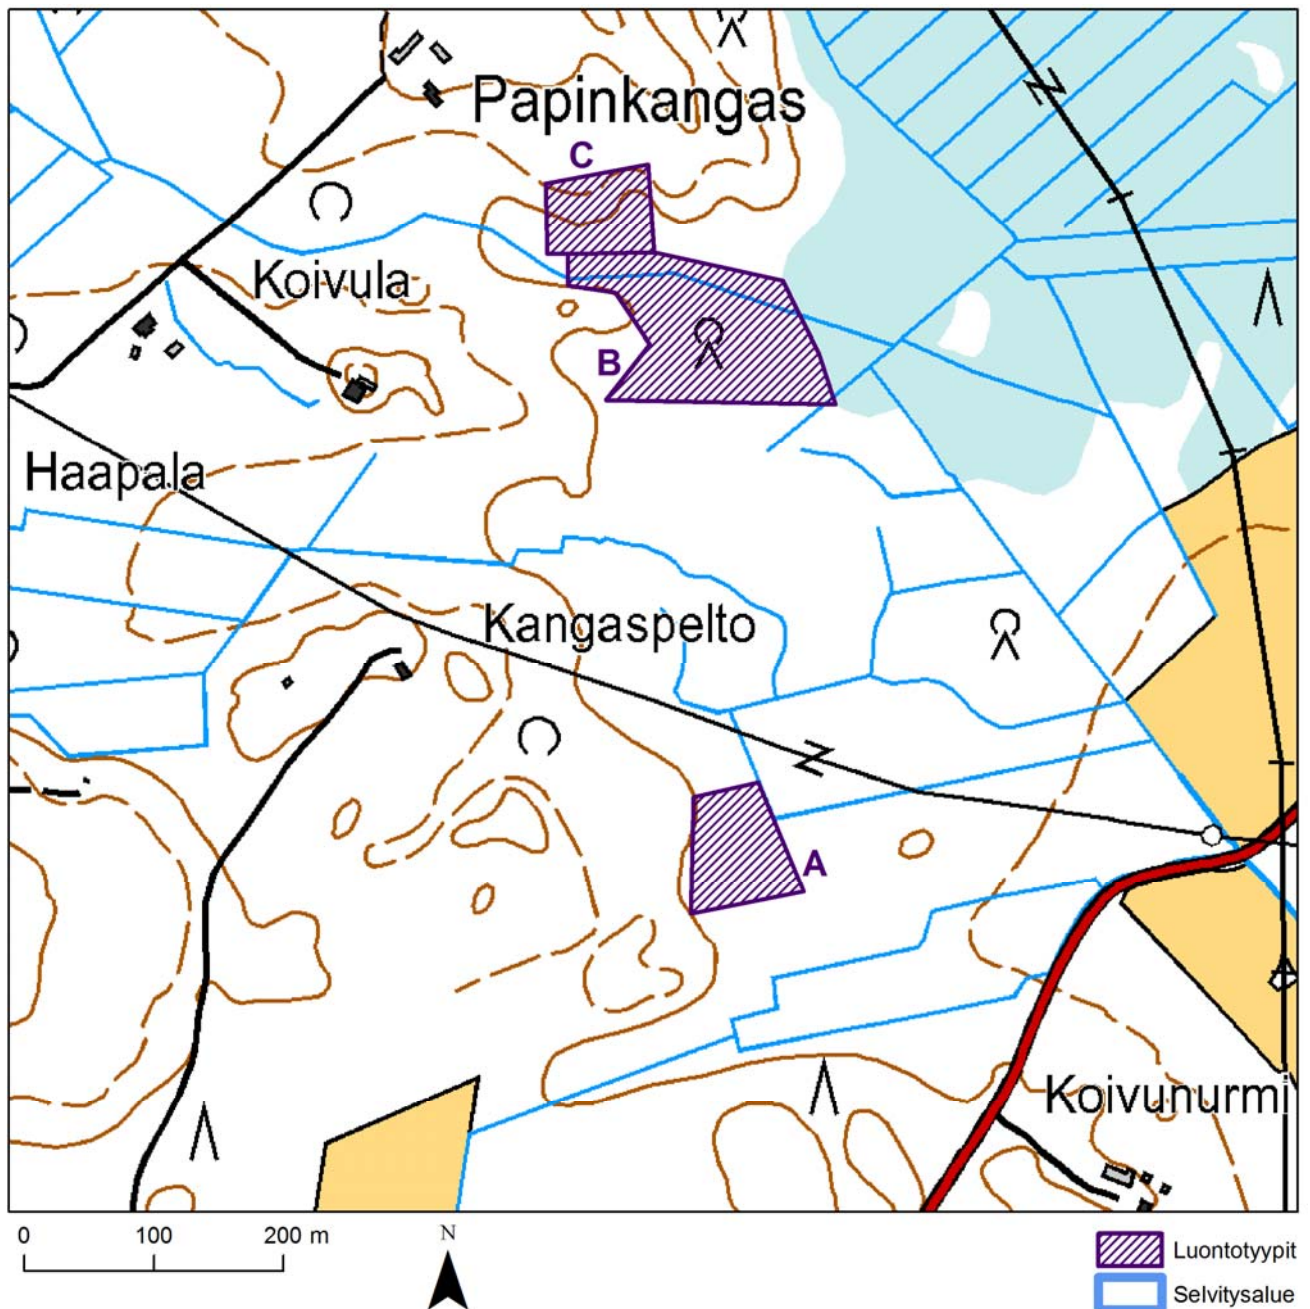 Papinkangas
C
Koivula
B
Haapala
Kangaspelto
A
Koivunurmi
0 100 200 m
N
Luontotyypit
Selvitysalue